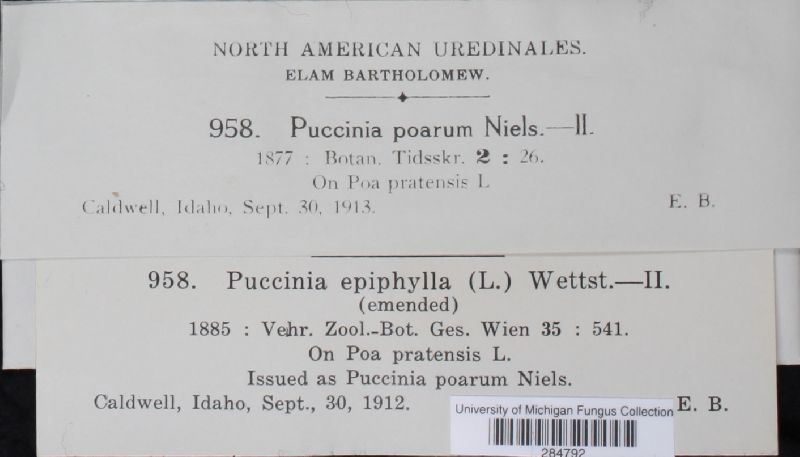 NORTH AMERICAN UREDINALES.
ELAM BARTHOLOMEW.
958. Puccinia poarum Niels.—II.
1877 : Botan. Tidsskr. 2 : 26.
On Poa pratensis L
Caldwell, Idaho, Sept. 30, 1913.
E. B.
958. Puccinia epiphylla (L.) Wettst.—II.
(emended)
1885 : Vehr. Zool.-Bot. Ges. Wien 35 : 541.
On Poa pratensis L.
Issued as Puccinia poarum Niels.
Caldwell, Idaho, Sept., 30, 1912.
E. B.
University of Michigan Fungus Collection
284792